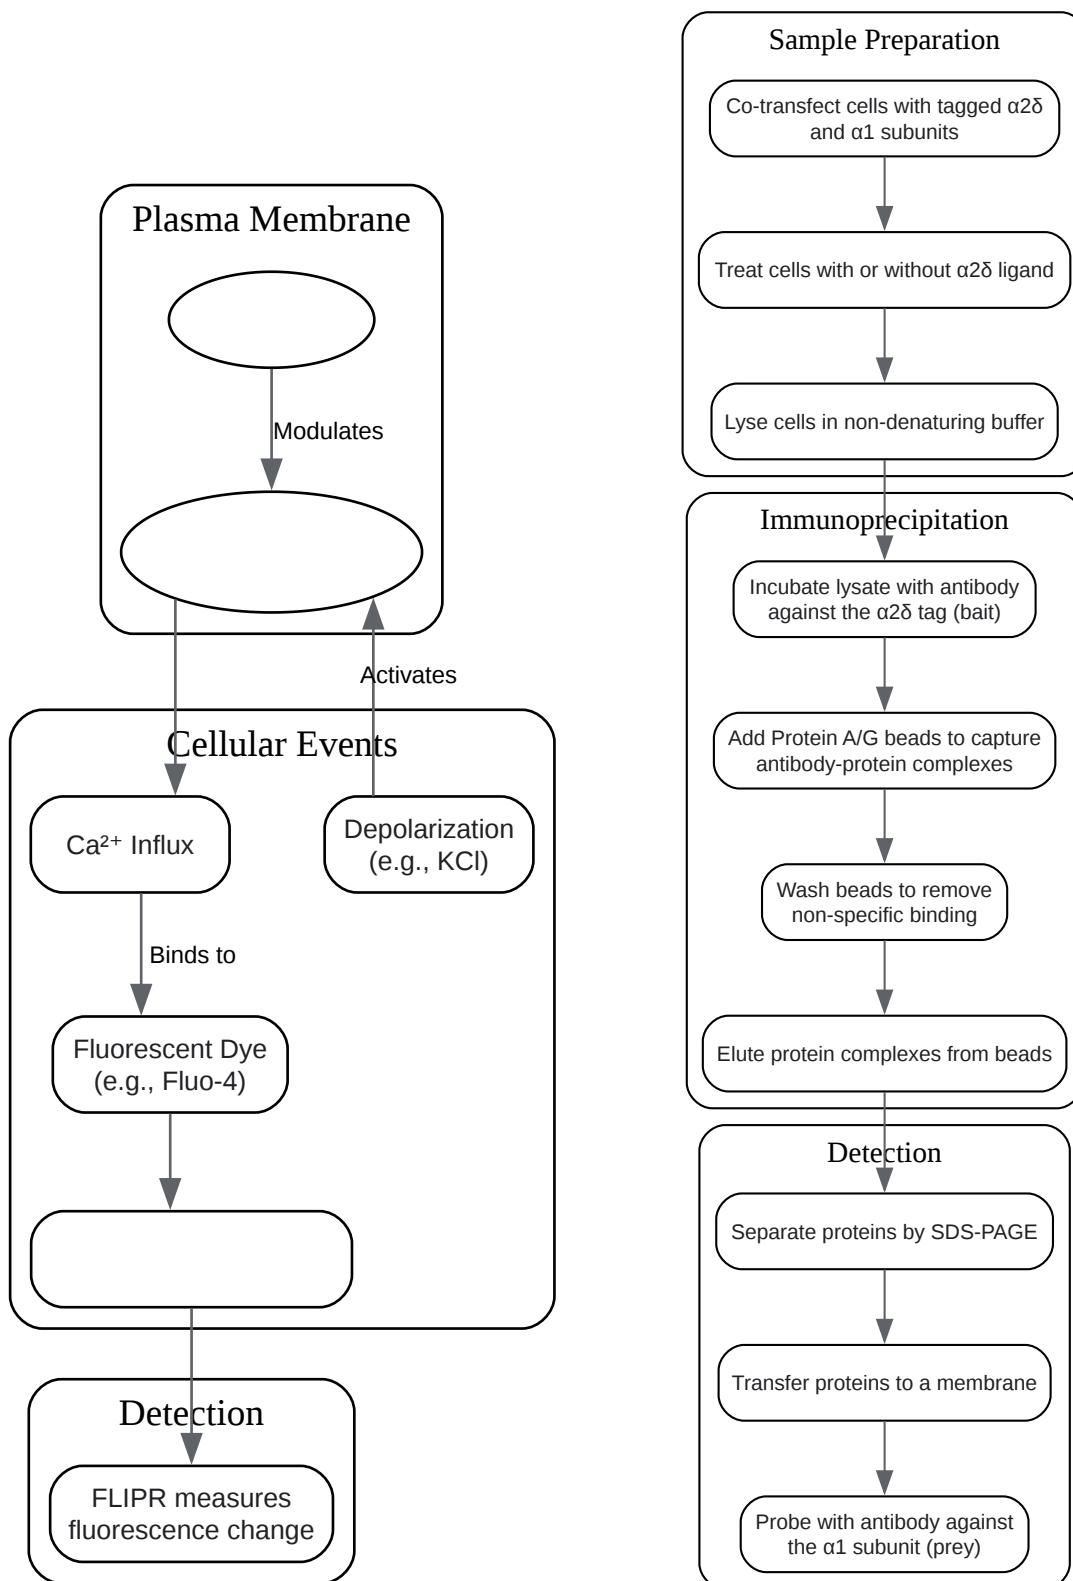 Plasma Membrane
Modulates
Activates
Cellular Events
Ca²⁺ Influx
Depolarization
(e.g., KCl)
Binds to
Fluorescent Dye
(e.g., Fluo-4)
Detection
FLIPR measures
fluorescence change
Sample Preparation
Co-transfect cells with tagged α2δ
and α1 subunits
Treat cells with or without α2δ ligand
Lyse cells in non-denaturing buffer
Immunoprecipitation
Incubate lysate with antibody
against the α2δ tag (bait)
Add Protein A/G beads to capture
antibody-protein complexes
Wash beads to remove
non-specific binding
Elute protein complexes from beads
Detection
Separate proteins by SDS-PAGE
Transfer proteins to a membrane
Probe with antibody against
the α1 subunit (prey)